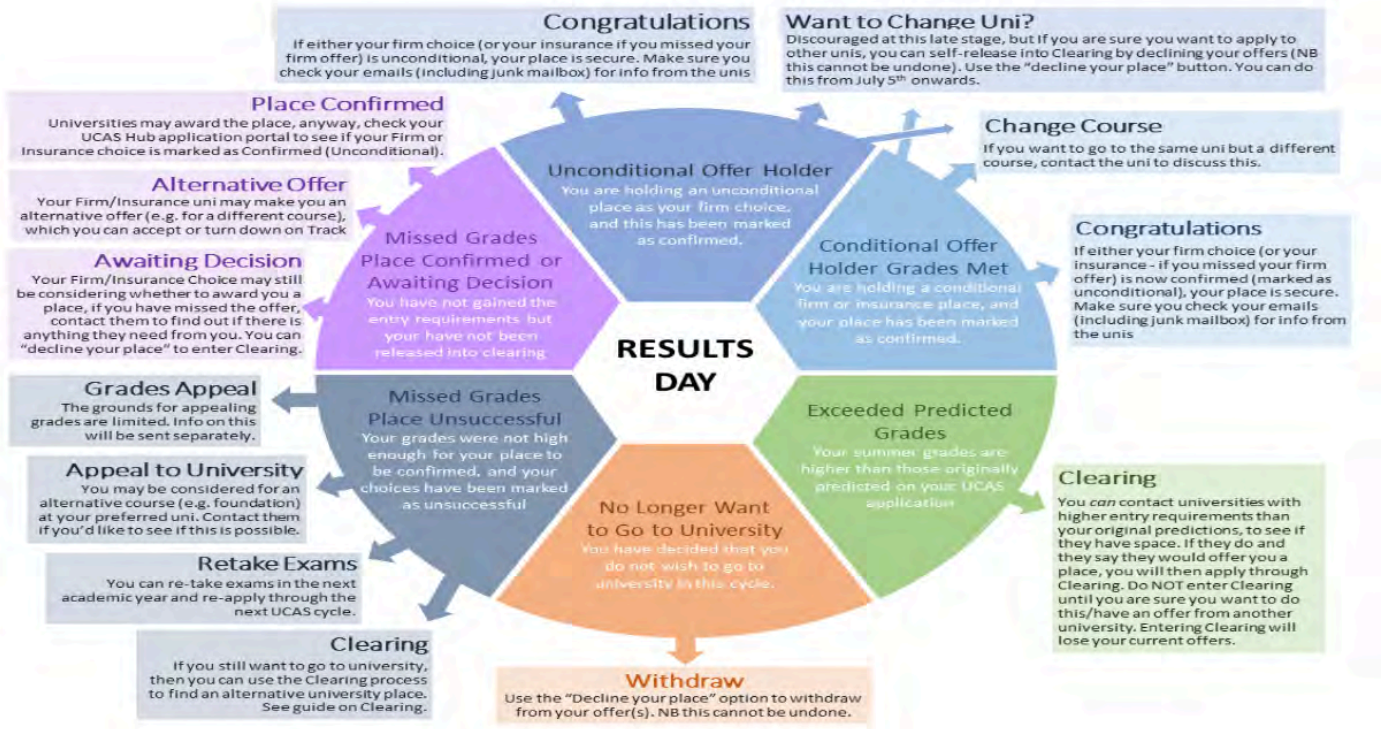 Congratulations
If either your firm choice (or your insurance if you missed your
firm offer) is unconditional, your place is secure. Make sure you
check your emails (including junk mailbox) for info from the unis
Want to Change Uni?
Discouraged at this late stage, but If you are sure you want to apply to
other unis, you can self-release into Clearing by declining your offers (NB
this cannot be undone). Use the "decline your place" button. You can do
this from July 5th onwards.
Place Confirmed
Universities may award the place, anyway, check your
UCAS Hub application portal to see if your Firm or
Insurance choice is marked as Confirmed (Unconditional).
Change Course
If you want to go to the same uni but a different
course, contact the uni to discuss this.
Alternative Offer
Your Firm/Insurance uni may make you an
alternative offer (e.g. for a different course),
which you can accept or turn down on Track
Unconditional Offer Holder
You are holding an unconditional
place as your firm choice,
and this has been marked
as confirmed.
Missed Grades
Place Confirmed or
Awaiting Decision
You have not gained the
entry requirements but
your have not been
released into clearing
Conditional Offer
Holder Grades Met
You are holding a conditional
firm or insurance place, and
your place has been marked
as confirmed.
Congratulations
If either your firm choice (or your
insurance - if you missed your firm
offer) is now confirmed (marked as
unconditional), your place is secure.
Make sure you check your emails
(including junk mailbox) for info from
the unis
Awaiting Decision
Your Firm/Insurance Choice may still
be considering whether to award you a
place, if you have missed the offer,
contact them to find out if there is
anything they need from you. You can
"decline your place" to enter Clearing.
RESULTS
DAY
Grades Appeal
The grounds for appealing
grades are limited. Info on this
will be sent separately.
Missed Grades
Place Unsuccessful
Your grades were not high
enough for your place to
be confirmed, and your
choices have been marked
as unsuccessful
Exceeded Predicted
Grades
Your summer grades are
higher than those originally
predicted on your UCAS
application
Appeal to University
You may be considered for an
alternative course (e.g. foundation)
at your preferred uni. Contact them
if you'd like to see if this is possible.
No Longer Want
to Go to University
You have decided that you
do not wish to go to
university in this cycle.
Clearing
You can contact universities with
higher entry requirements than
your original predictions, to see if
they have space. If they do and
they say they would offer you a
place, you will then apply through
Clearing. Do NOT enter Clearing
until you are sure you want to do
this/have an offer from another
university. Entering Clearing will
lose your current offers.
Retake Exams
You can re-take exams in the next
academic year and re-apply through the
next UCAS cycle.
Clearing
If you still want to go to university,
then you can use the Clearing process
to find an alternative university place.
See guide on Clearing.
Withdraw
Use the "Decline your place" option to withdraw
from your offer(s). NB this cannot be undone.